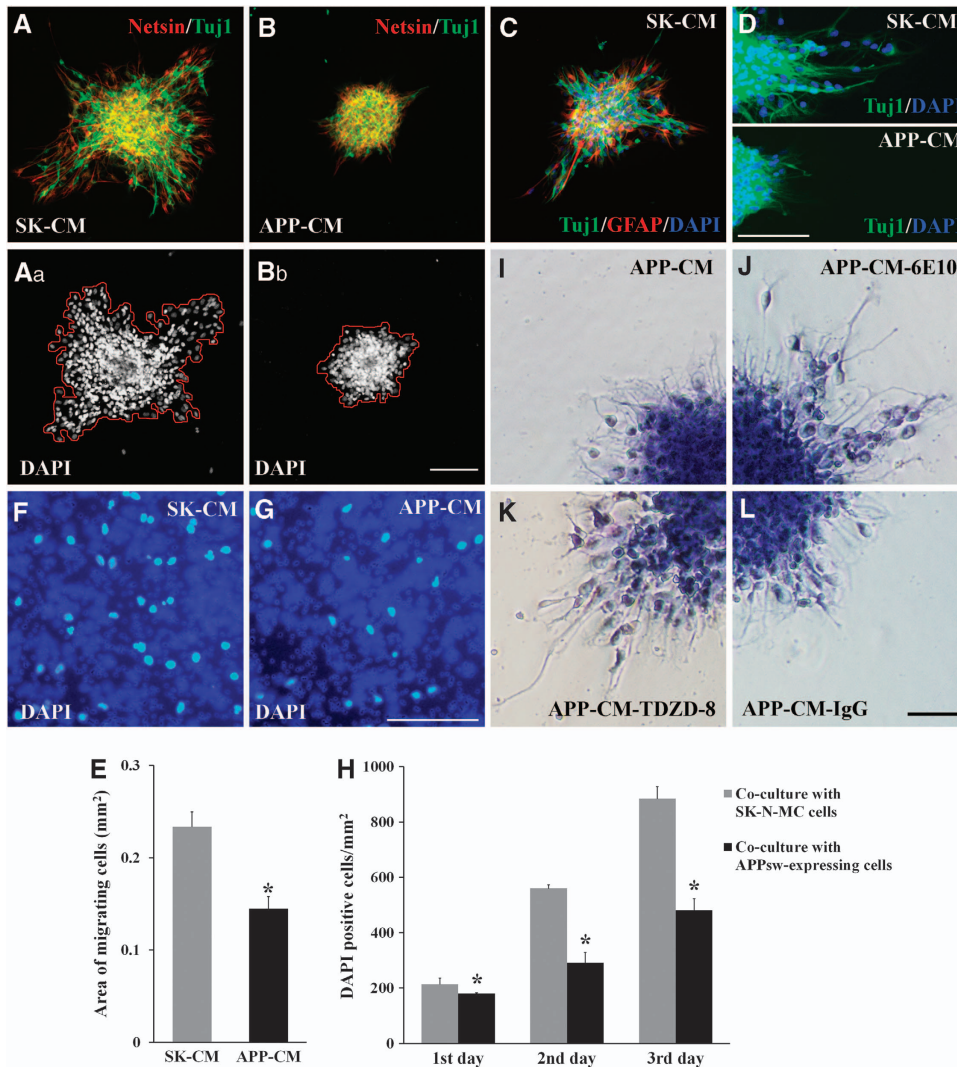 A
Netsin/Tuj1
SK-CM
B
Netsin/Tuj1
APP-CM
C
SK-CM
Tuj1/GFAP/DAPI
D
SK-CM
Tuj1/DAPI
APP-CM
Tuj1/DAPI
Aa
DAPI
Bb
DAPI
I
APP-CM
J
APP-CM-6E10
F
SK-CM
DAPI
G
APP-CM
DAPI
K
APP-CM-TDZD-8
L
APP-CM-IgG
E
Area of migrating cells (mm²)
0.3
0.2
0.1
0
*
SK-CM
APP-CM
H
DAPI positive cells/mm²
1000
800
600
400
200
0
*
*
*
1st day
2nd day
3rd day
Co-culture with
SK-N-MC cells
Co-culture with
APPsw-expressing cells